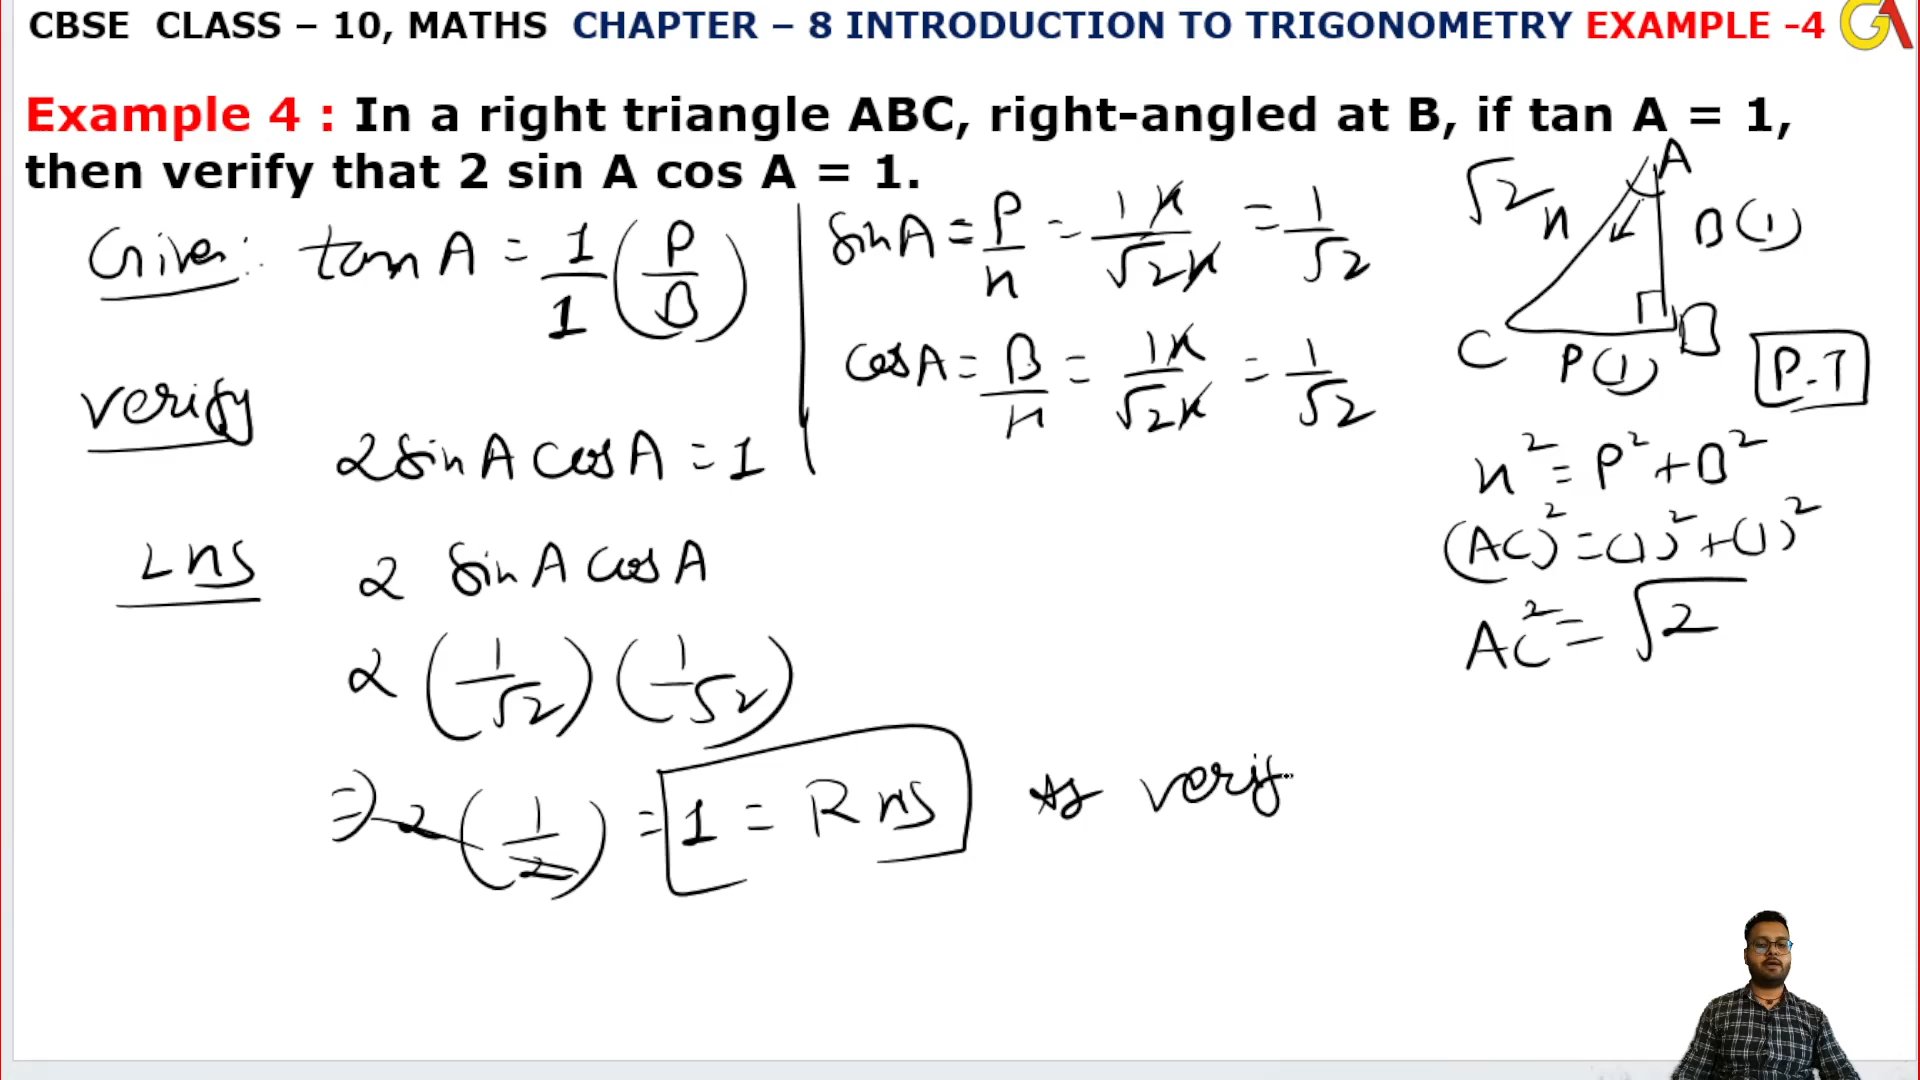 CBSE CLASS – 10, MATHS CHAPTER – 8 INTRODUCTION TO TRIGONOMETRY EXAMPLE -4 GA
Example 4 : In a right triangle ABC, right-angled at B, if tan A = 1,
then verify that 2 sin A cos A = 1.
Given: tan A = 1/1 (P/B)
verify
2 sin A cos A = 1
LHS 2 sin A cos A
2 (1/√2) (1/√2)
⇒ 2 (1/2) = 1 = RHS verify
sin A = P/H = 1K/√2K = 1/√2
cos A = B/H = 1K/√2K = 1/√2
A
√2 H B (1)
C P (1) B
P.T
H² = P² + B²
(AC)² = (1)² + (1)²
AC² = √2